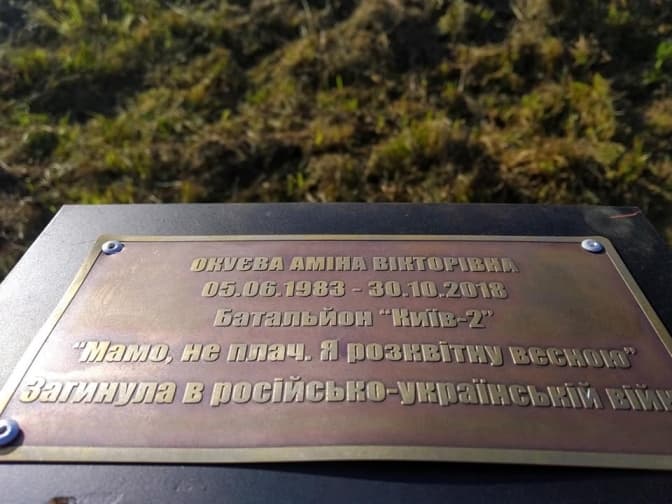 ОКУЄВА АМІНА ВІКТОРІВНА
05.06.1983 - 30.10.2018
Батальйон "Київ-2"
"Мамо, не плач. Я розквітну весною"
Загинула в російсько-українській